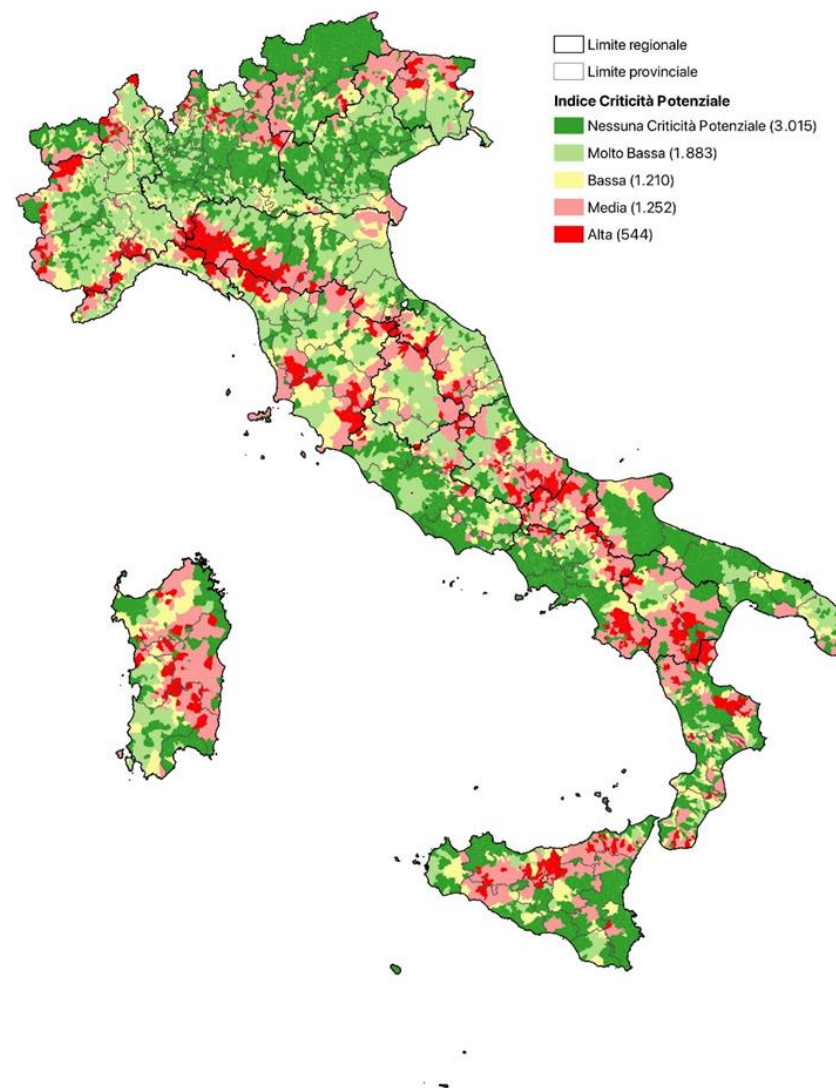 Limite regionale
Limite provinciale
Indice Criticità Potenziale
Nessuna Criticità Potenziale (3.015)
Molto Bassa (1.883)
Bassa (1.210)
Media (1.252)
Alta (544)